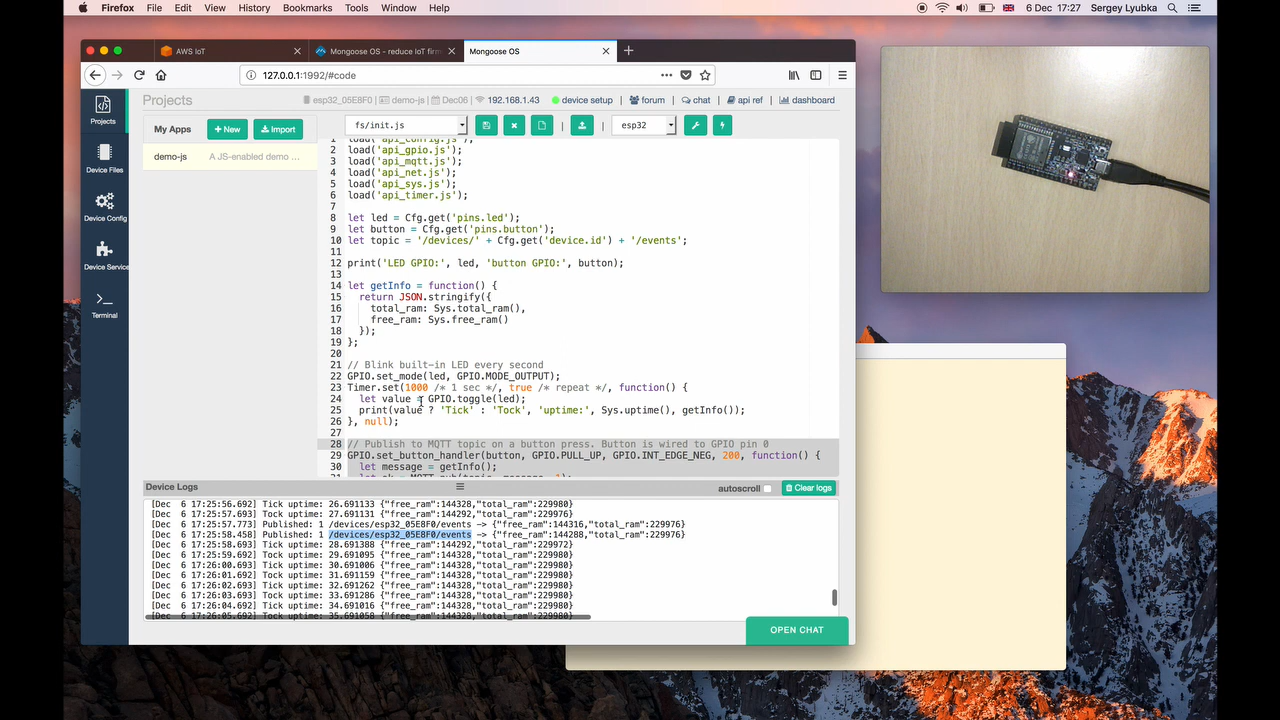 Firefox File Edit View History Bookmarks Tools Window Help 6 Dec 17:27 Sergey Lyubka
AWS IoT Mongoose OS - reduce IoT firm Mongoose OS
127.0.0.1:1992/#code
Projects esp32_05E8F0 demo-js Dec06 192.168.1.43 device setup forum chat api ref dashboard
Projects
Device Files
Device Config
Device Service
Terminal
My Apps + New Import
demo-js A JS-enabled demo ...
fs/init.js esp32
1 load('api_config.js');
2 load('api_gpio.js');
3 load('api_mqtt.js');
4 load('api_net.js');
5 load('api_sys.js');
6 load('api_timer.js');
7
8 let led = Cfg.get('pins.led');
9 let button = Cfg.get('pins.button');
10 let topic = '/devices/' + Cfg.get('device.id') + '/events';
11
12 print('LED GPIO:', led, 'button GPIO:', button);
13
14 let getInfo = function() {
15 return JSON.stringify({
16 total_ram: Sys.total_ram(),
17 free_ram: Sys.free_ram()
18 });
19 };
20
21 // Blink built-in LED every second
22 GPIO.set_mode(led, GPIO.MODE_OUTPUT);
23 Timer.set(1000 /* 1 sec */, true /* repeat */, function() {
24 let value = GPIO.toggle(led);
25 print(value ? 'Tick' : 'Tock', 'uptime:', Sys.uptime(), getInfo());
26 }, null);
27
28 // Publish to MQTT topic on a button press. Button is wired to GPIO pin 0
29 GPIO.set_button_handler(button, GPIO.PULL_UP, GPIO.INT_EDGE_NEG, 200, function() {
30 let message = getInfo();
31 let ok = MQTT.pub(topic, message, 1);
Device Logs autoscroll Clear logs
[Dec 6 17:25:56.693] Tick uptime: 26.691133 {"free_ram":144328,"total_ram":229980}
[Dec 6 17:25:57.693] Tick uptime: 27.691131 {"free_ram":144328,"total_ram":229980}
[Dec 6 17:25:57.773] Published: 1 /devices/esp32_05E8F0/events -> {"free_ram":144316,"total_ram":229976}
[Dec 6 17:25:58.458] Published: 1 /devices/esp32_05E8F0/events -> {"free_ram":144288,"total_ram":229976}
[Dec 6 17:25:58.693] Tick uptime: 28.691388 {"free_ram":144292,"total_ram":229972}
[Dec 6 17:25:59.692] Tick uptime: 29.691095 {"free_ram":144328,"total_ram":229980}
[Dec 6 17:26:00.693] Tick uptime: 30.691006 {"free_ram":144328,"total_ram":229980}
[Dec 6 17:26:01.692] Tick uptime: 31.691159 {"free_ram":144328,"total_ram":229980}
[Dec 6 17:26:02.693] Tick uptime: 32.691262 {"free_ram":144328,"total_ram":229980}
[Dec 6 17:26:03.693] Tick uptime: 33.691286 {"free_ram":144328,"total_ram":229980}
[Dec 6 17:26:04.692] Tick uptime: 34.691016 {"free_ram":144328,"total_ram":229980}
[Dec 6 17:26:05.692] Tick uptime: 35.691058 {"free_ram":144328,"total_ram":229980}
OPEN CHAT